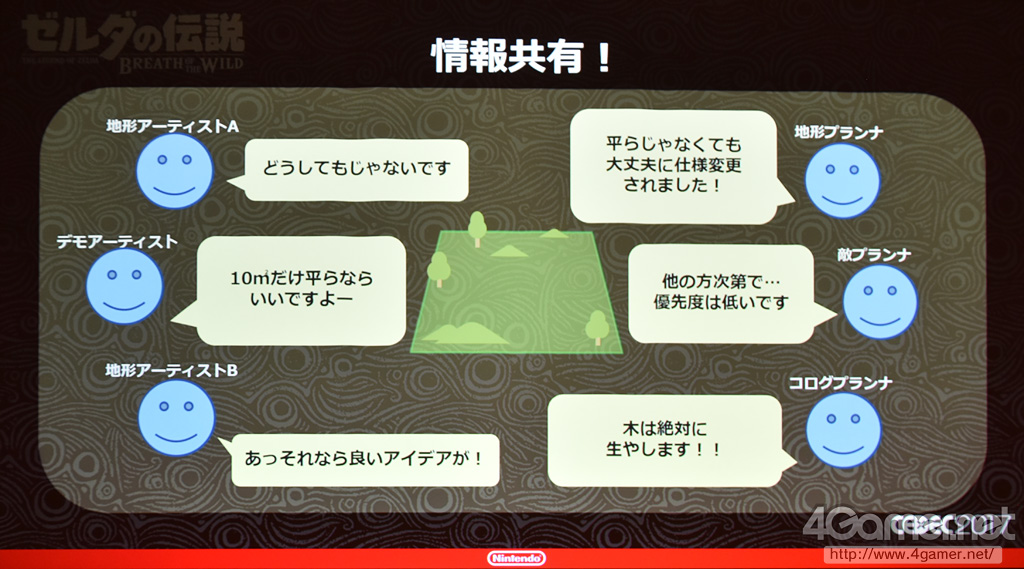 ゼルダの伝説
BREATH OF THE WILD
情報共有！
地形アーティストA
どうしてもじゃないです
平らじゃなくても
大丈夫に仕様変更
されました！
地形プランナ
デモアーティスト
10mだけ平らなら
いいですよー
敵プランナ
他の方次第で…
優先度は低いです
地形アーティストB
あっそれなら良いアイデアが！
コログプランナ
木は絶対に
生やします！！
CEDEC2017
4Gamer.net
Nintendo
http://www.4gamer.net/